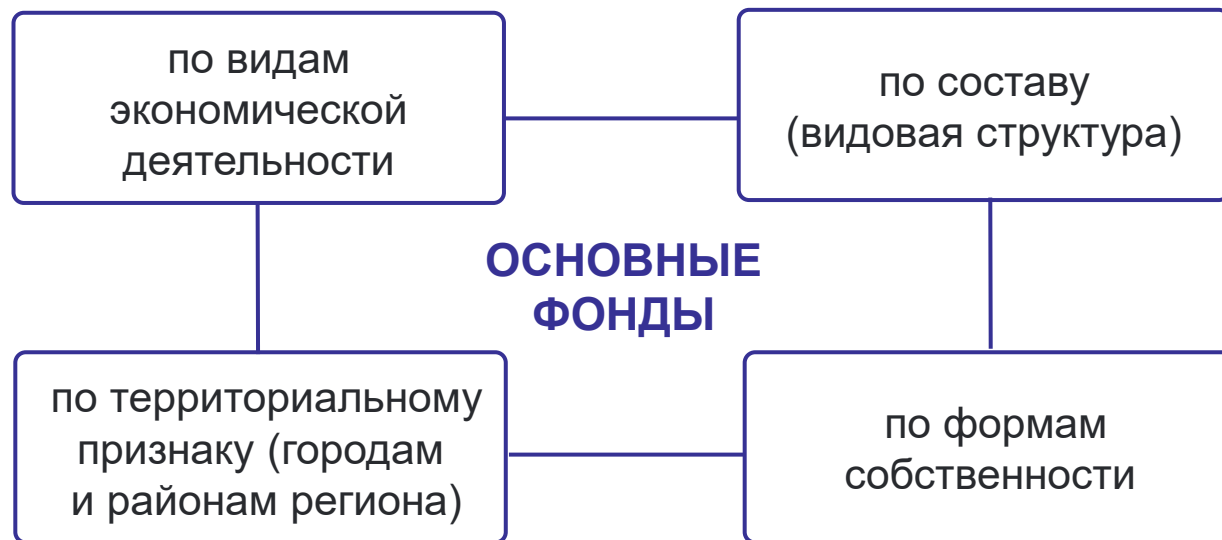 по видам
экономической
деятельности
по составу
(видовая структура)
ОСНОВНЫЕ
ФОНДЫ
по территориальному
признаку (городам
и районам региона)
по формам
собственности